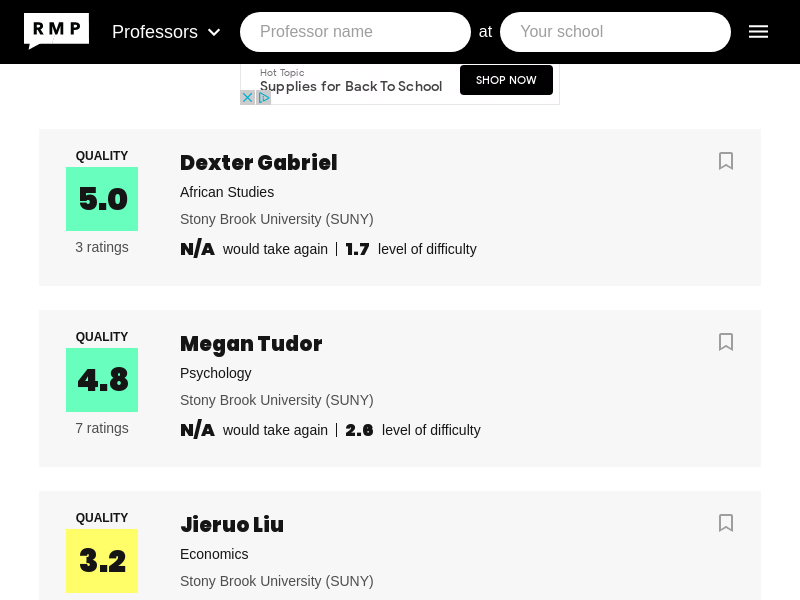 RMP Professors Professor name at Your school
Hot Topic
Supplies for Back To School
SHOP NOW
QUALITY
5.0
3 ratings
Dexter Gabriel
African Studies
Stony Brook University (SUNY)
N/A would take again | 1.7 level of difficulty
QUALITY
4.8
7 ratings
Megan Tudor
Psychology
Stony Brook University (SUNY)
N/A would take again | 2.6 level of difficulty
QUALITY
3.2
Jieruo Liu
Economics
Stony Brook University (SUNY)